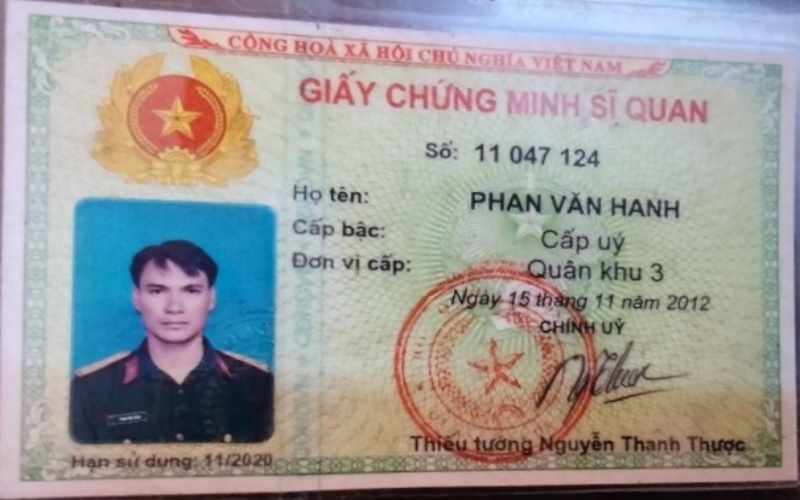 CỘNG HOÀ XÃ HỘI CHỦ NGHĨA VIỆT NAM
GIẤY CHỨNG MINH SĨ QUAN
Số: 11 047 124
Họ tên: PHAN VĂN HANH
Cấp bậc: Cấp uý
Đơn vị cấp: Quân khu 3
Ngày 15 tháng 11 năm 2012
CHÍNH UỶ
Thiếu tướng Nguyễn Thanh Thược
Hạn sử dụng: 11/2020